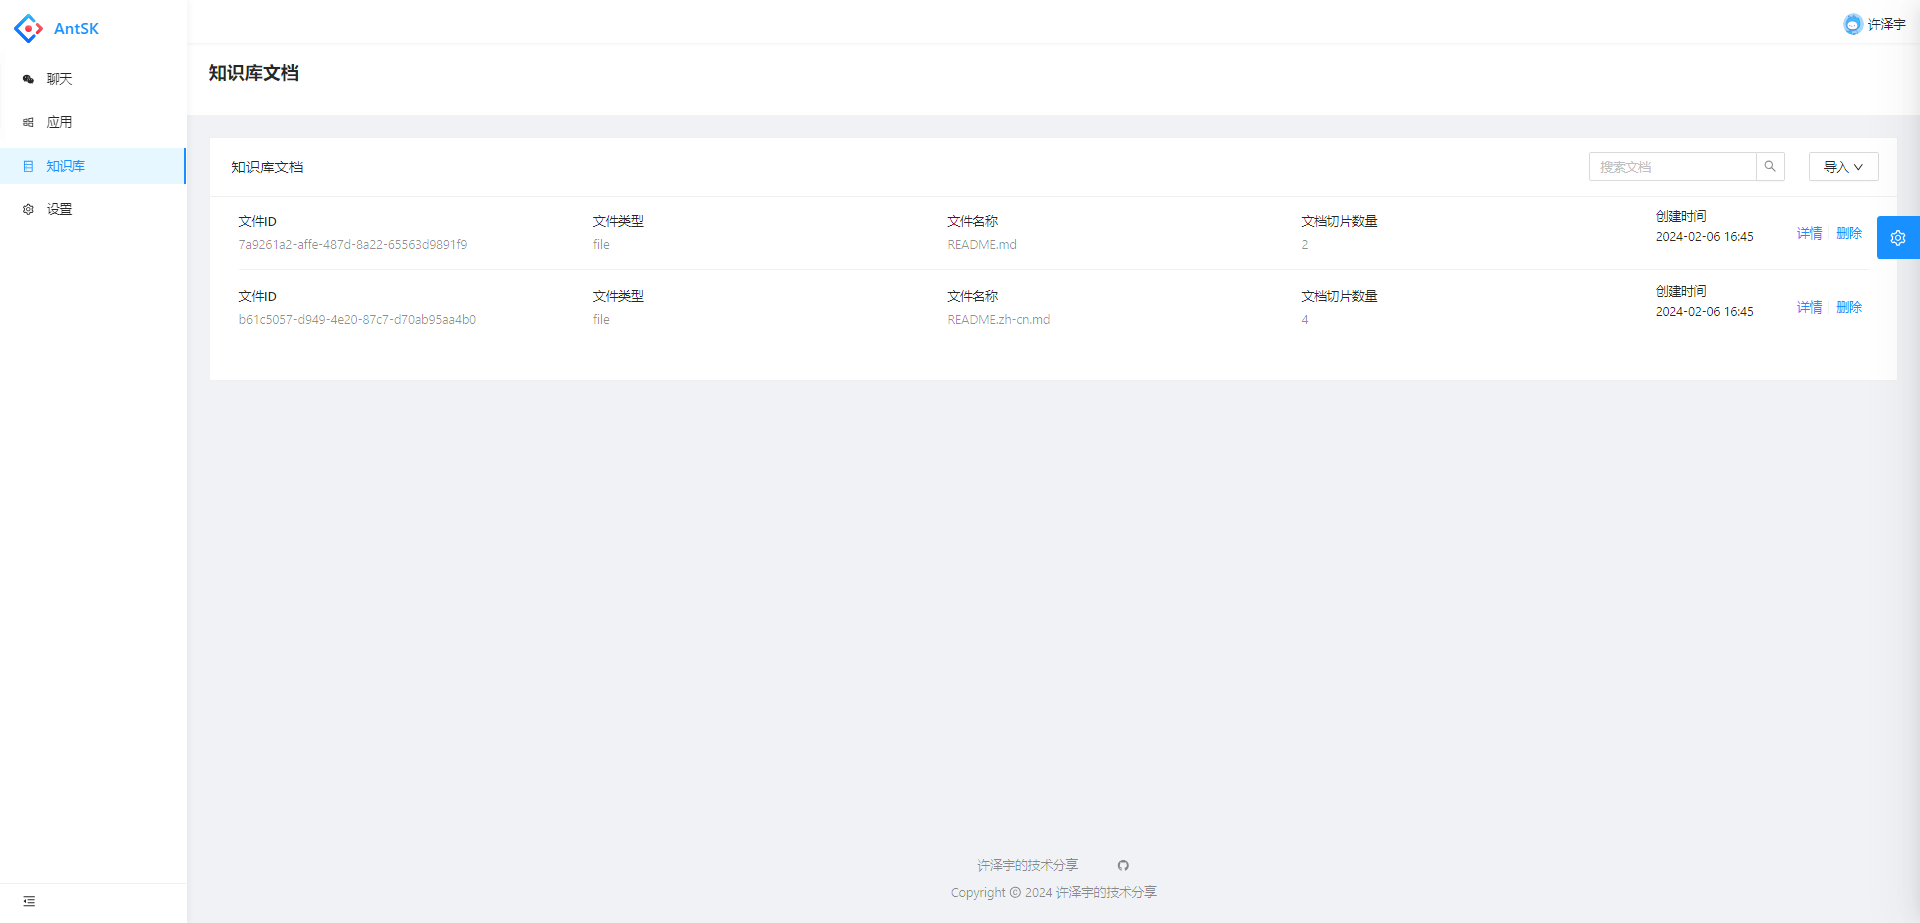 AntSK
许泽宇
聊天
应用
知识库
设置
知识库文档
知识库文档
搜索文档
导入
文件ID
文件类型
文件名称
文档切片数量
创建时间
7a9261a2-affe-487d-8a22-65563d9891f9
file
README.md
2
2024-02-06 16:45
详情
删除
文件ID
文件类型
文件名称
文档切片数量
创建时间
b61c5057-d949-4e20-87c7-d70ab95aa4b0
file
README.zh-cn.md
4
2024-02-06 16:45
详情
删除
许泽宇的技术分享
Copyright © 2024 许泽宇的技术分享